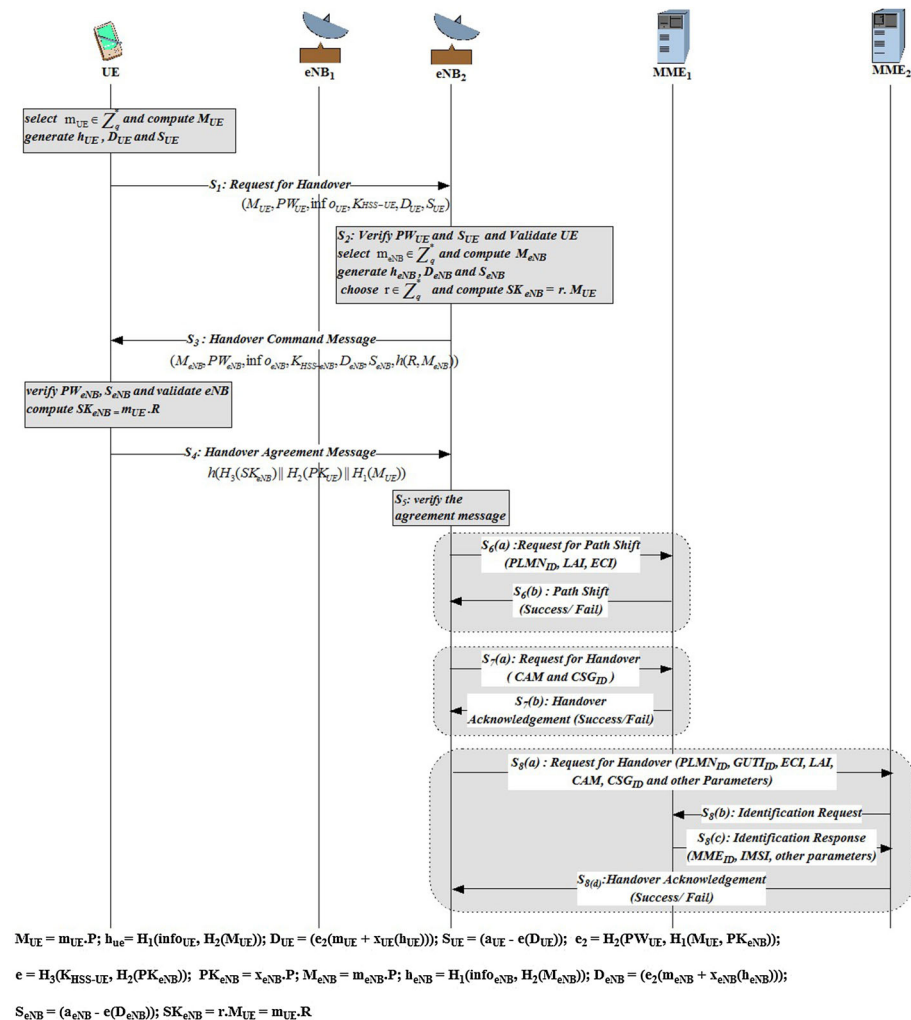 UE
eNB1
eNB2
MME1
MME2
select mUE ∈ Z*q and compute MUE
generate hUE, DUE and SUE
S1: Request for Handover
(MUE, PWUE, info oUE, KHSS-UE, DUE, SUE)
S2: Verify PWUE and SUE and Validate UE
select meNB ∈ Z*q and compute MeNB
generate heNB, DeNB and SeNB
choose r ∈ Z*q and compute SKeNB = r. MUE
S3 : Handover Command Message
(MeNB, PWeNB, inf oeNB, KHSS-eNB, DeNB, SeNB, h(R, MeNB))
verify PWeNB, SeNB and validate eNB
compute SKeNB = mUE .R
S4: Handover Agreement Message
h(H3(SKeNB) || H2(PKUE) || H1(MUE))
S5: verify the
agreement message
S6(a) :Request for Path Shift
(PLMNID, LAI, ECI)
S6(b) : Path Shift
(Success/ Fail)
S7(a): Request for Handover
( CAM and CSGID )
S7(b): Handover
Acknowledgement (Success/Fail)
S8(a) : Request for Handover (PLMNID, GUTIID, ECI, LAI,
CAM, CSGID and other Parameters)
S8(b): Identification Request
S8(c): Identification Response
(MMEID, IMSI, other parameters)
S8(d):Handover Acknowledgement
(Success/ Fail)
MUE = mUE.P; hue= H1(infoUE, H2(MUE)); DUE = (e2(mUE + xUE(hUE))); SUE = (aUE - e(DUE)); e2 = H2(PWUE, H1(MUE, PKeNB));
e = H3(KHSS-UE, H2(PKeNB)); PKeNB = xeNB.P; MeNB = meNB.P; heNB = H1(infoeNB, H2(MeNB)); DeNB = (e2(meNB + xeNB(heNB)));
SeNB = (aeNB - e(DeNB)); SKeNB = r.MUE = mUE.R